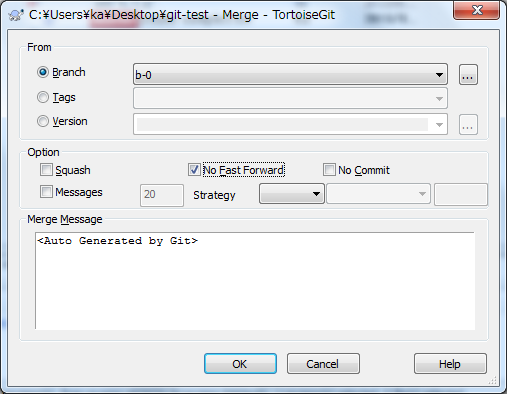 C:¥Users¥ka¥Desktop¥git-test - Merge - TortoiseGit
From
Branch
b-0
...
Tags
Version
...
Option
Squash
No Fast Forward
No Commit
Messages
20
Strategy
Merge Message
<Auto Generated by Git>
OK
Cancel
Help